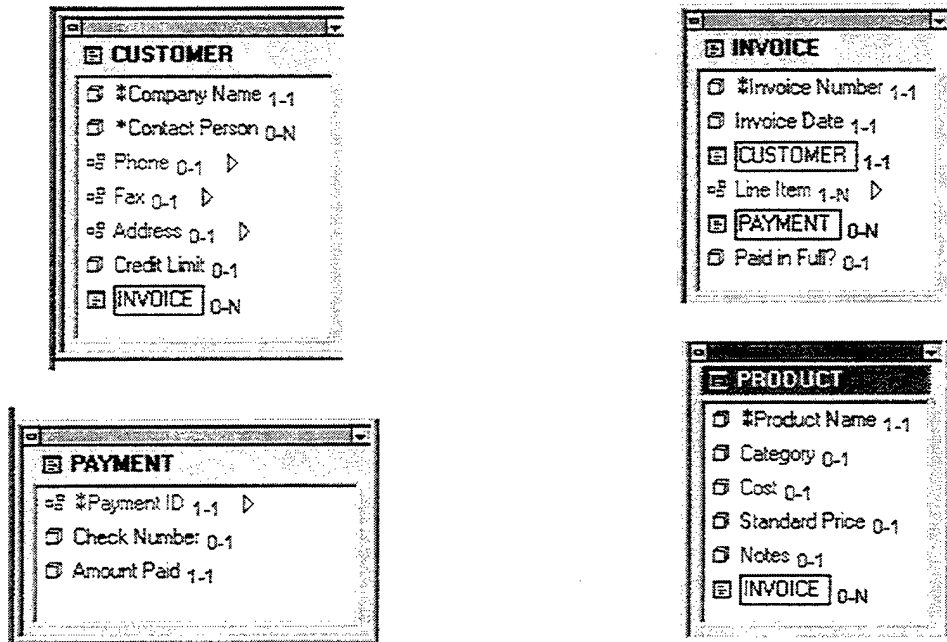 CUSTOMER
⁑Company Name 1-1
*Contact Person 0-N
Phone 0-1
Fax 0-1
Address 0-1
Credit Limit 0-1
INVOICE 0-N
INVOICE
⁑Invoice Number 1-1
Invoice Date 1-1
CUSTOMER 1-1
Line Item 1-N
PAYMENT 0-N
Paid in Full? 0-1
PAYMENT
⁑Payment ID 1-1
Check Number 0-1
Amount Paid 1-1
PRODUCT
⁑Product Name 1-1
Category 0-1
Cost 0-1
Standard Price 0-1
Notes 0-1
INVOICE 0-N